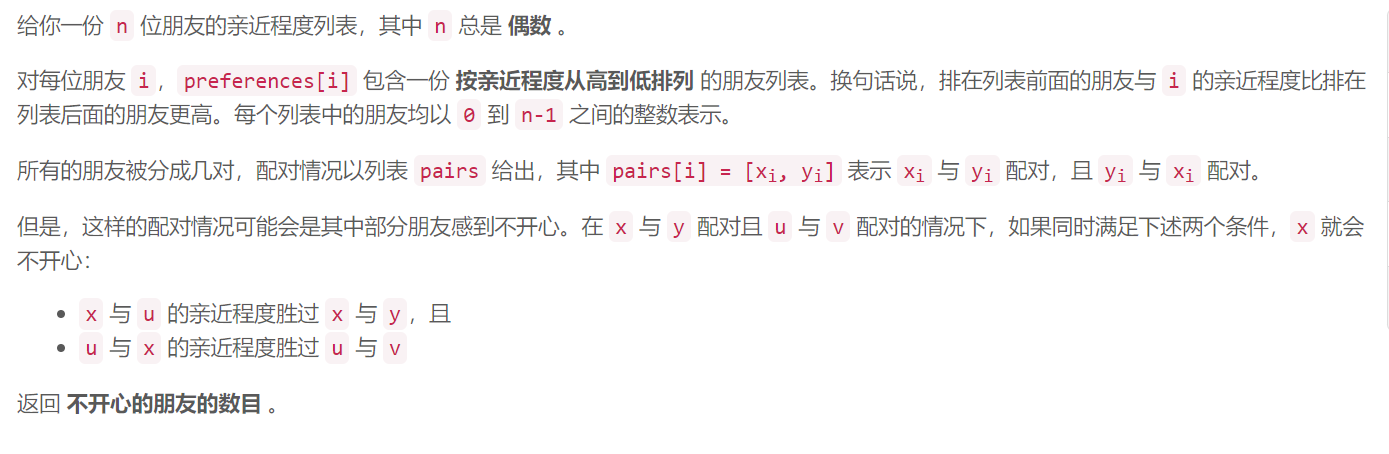 给你一份 n 位朋友的亲近程度列表，其中 n 总是 偶数 。
对每位朋友 i，preferences[i] 包含一份 按亲近程度从高到低排列 的朋友列表。换句话说，排在列表前面的朋友与 i 的亲近程度比排在
列表后面的朋友更高。每个列表中的朋友均以 0 到 n-1 之间的整数表示。
所有的朋友被分成几对，配对情况以列表 pairs 给出，其中 pairs[i] = [xi, yi] 表示 xi 与 yi 配对，且 yi 与 xi 配对。
但是，这样的配对情况可能会是其中部分朋友感到不开心。在 x 与 y 配对且 u 与 v 配对的情况下，如果同时满足下述两个条件，x 就会
不开心：
• x 与 u 的亲近程度胜过 x 与 y，且
• u 与 x 的亲近程度胜过 u 与 v
返回 不开心的朋友的数目 。